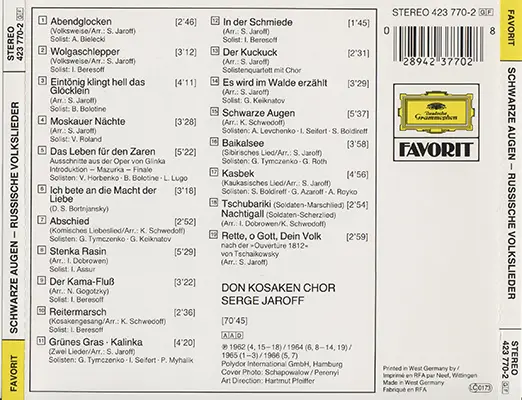 STEREO
423 770-2
SCHWARZE AUGEN – RUSSISCHE VOLKSLIEDER
FAVORIT
1 Abendglocken [2'46]
(Volksweise/Arr.: S. Jaroff)
Solist: A. Bielecki
2 Wolgaschlepper [3'12]
(Volksweise/Arr.: S. Jaroff)
Solist: I. Beresoff
3 Eintönig klingt hell das
Glöcklein [4'11]
(Arr.: S. Jaroff)
Solist: B. Bolotine
4 Moskauer Nächte [3'28]
(Arr.: S. Jaroff)
Solist: V. Roland
5 Das Leben für den Zaren [5'22]
Ausschnitte aus der Oper von Glinka
Introduktion – Mazurka – Finale
Solisten: V. Horbenko · B. Bolotine · L. Lugo
6 Ich bete an die Macht der
Liebe [3'18]
(D. S. Bortnjansky)
7 Abschied [2'52]
(Komisches Liebeslied/Arr.: K. Schwedoff)
Solisten: G. Tymczenko · G. Keiknatov
8 Stenka Rasin [5'29]
(Arr.: I. Dobrowen)
Solist: I. Assur
9 Der Kama-Fluß [3'22]
(Arr.: N. Gogotzky)
Solist: I. Beresoff
10 Reitermarsch [2'36]
(Kosakengesang/Arr.: K. Schwedoff)
Solist: I. Beresoff
11 Grünes Gras · Kalinka [4'20]
(Zwei Lieder/Arr.: S. Jaroff)
Solisten: G. Tymczenko · I. Seifert · P. Myhalik
12 In der Schmiede [1'45]
(Arr.: S. Jaroff)
Solist: I. Beresoff
13 Der Kuckuck [2'31]
(Arr.: S. Jaroff)
Solistenquartett mit Chor
14 Es wird im Walde erzählt [3'29]
(Arr.: S. Jaroff)
Solist: G. Keiknatov
15 Schwarze Augen [5'37]
(Arr.: K. Schwedoff)
Solisten: A. Levchenko · I. Seifert · S. Boldireff
16 Baikalsee [3'58]
(Sibirisches Lied/Arr.: S. Jaroff)
Solisten: G. Tymczenko · G. Roth
17 Kasbek [4'56]
(Kaukasisches Lied/Arr.: S. Jaroff)
Solisten: S. Boldireff · G. Azaroff · A. Royko
18 Tschubariki (Soldaten-Marschlied) [2'54]
Nachtigall (Soldaten-Scherzlied)
(Arr.: I. Dobrowen)
19 Rette, o Gott, Dein Volk [2'59]
nach der »Ouvertüre 1812«
von Tschaikowsky
(Arr.: S. Jaroff)
DON KOSAKEN CHOR
SERGE JAROFF
[70'45]
AAD
Ⓟ 1962 (4, 15–18) / 1964 (6, 8–14, 19) /
1965 (1–3) / 1966 (5, 7)
Polydor International GmbH, Hamburg
Cover Photo: Schapowalow / Perenyi
Art Direction: Hartmut Pfeiffer
STEREO 423 770-2 GF
0 28942 37702 8
Deutsche
Grammophon
FAVORIT
Printed in West Germany by /
Imprimé en RFA par Neef, Wittingen
Made in West Germany
Fabriqué en RFA
LC 0173
FAVORIT
SCHWARZE AUGEN – RUSSISCHE VOLKSLIEDER
STEREO
423 770-2
GF